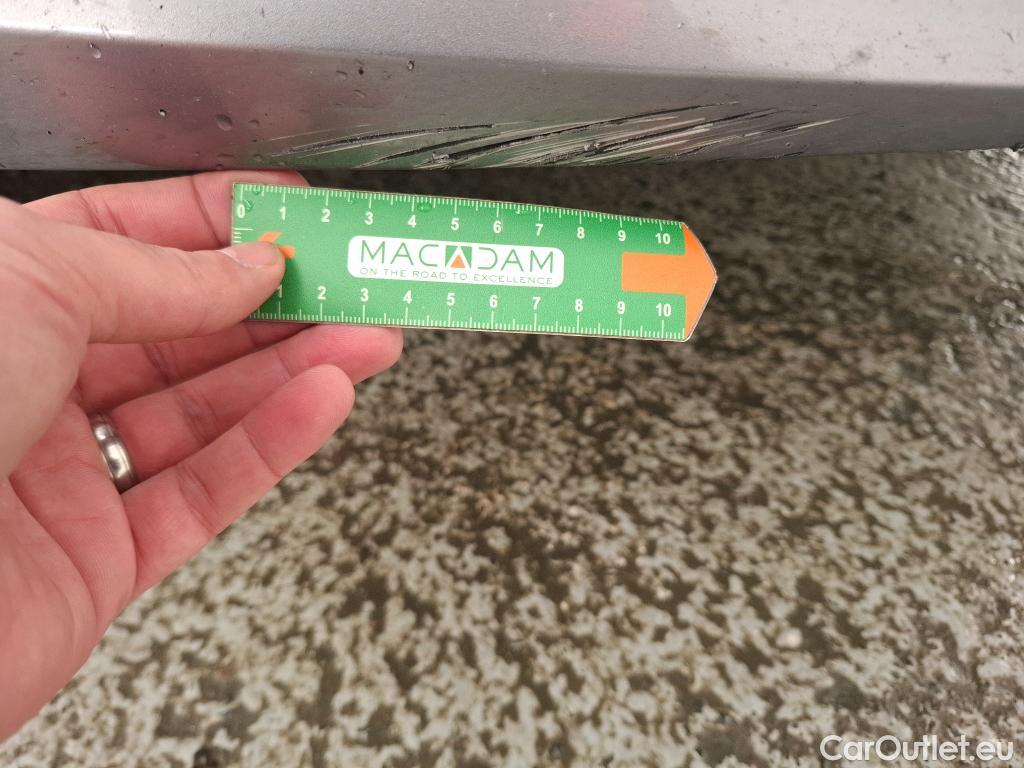 0 1 2 3 4 5 6 7 8 9 10
MACADAM
ON THE ROAD TO EXCELLENCE
1 2 3 4 5 6 7 8 9 10
CarOutlet.eu